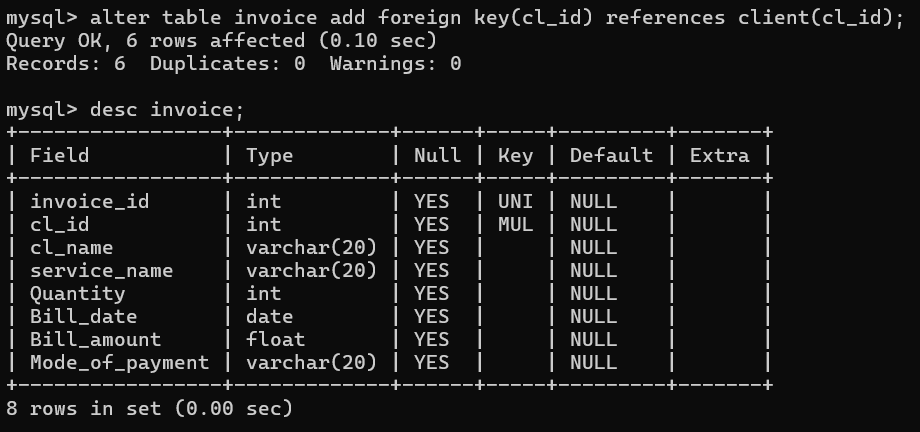 mysql> alter table invoice add foreign key(cl_id) references client(cl_id);
Query OK, 6 rows affected (0.10 sec)
Records: 6  Duplicates: 0  Warnings: 0

mysql> desc invoice;
+-----------------+-------------+------+-----+---------+-------+
| Field           | Type        | Null | Key | Default | Extra |
+-----------------+-------------+------+-----+---------+-------+
| invoice_id      | int         | YES  | UNI | NULL    |       |
| cl_id           | int         | YES  | MUL | NULL    |       |
| cl_name         | varchar(20) | YES  |     | NULL    |       |
| service_name    | varchar(20) | YES  |     | NULL    |       |
| Quantity        | int         | YES  |     | NULL    |       |
| Bill_date       | date        | YES  |     | NULL    |       |
| Bill_amount     | float       | YES  |     | NULL    |       |
| Mode_of_payment | varchar(20) | YES  |     | NULL    |       |
+-----------------+-------------+------+-----+---------+-------+
8 rows in set (0.00 sec)